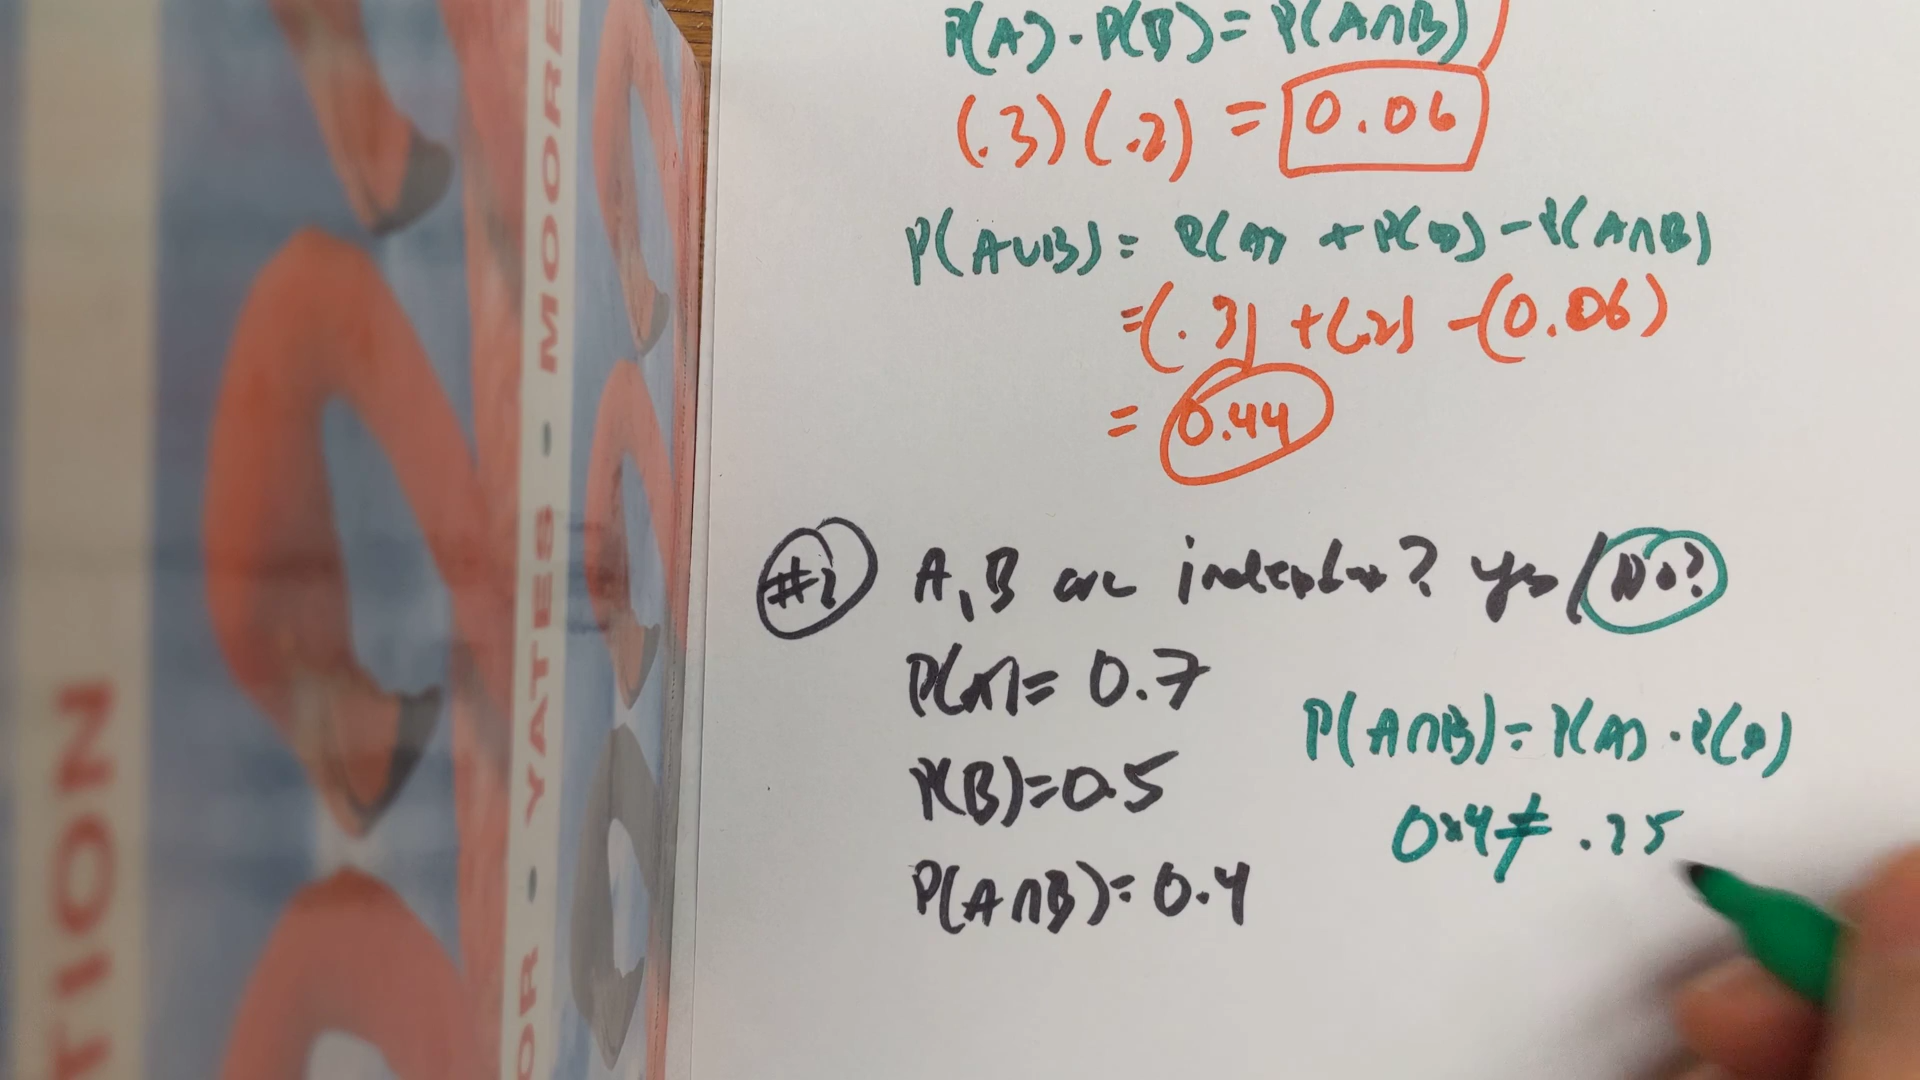 TION
OR • YATES • MOORE
P(A) · P(B) = P(A∩B)
(.3)(.2) = 0.06
P(A∪B) = P(A) + P(B) - P(A∩B)
= (.3) + (.2) - (0.06)
= 0.44
#2 A, B are independent? yes / No?
P(A) = 0.7
P(B) = 0.5
P(A∩B) = 0.4
P(A∩B) = P(A) · P(B)
0.4 ≠ .35